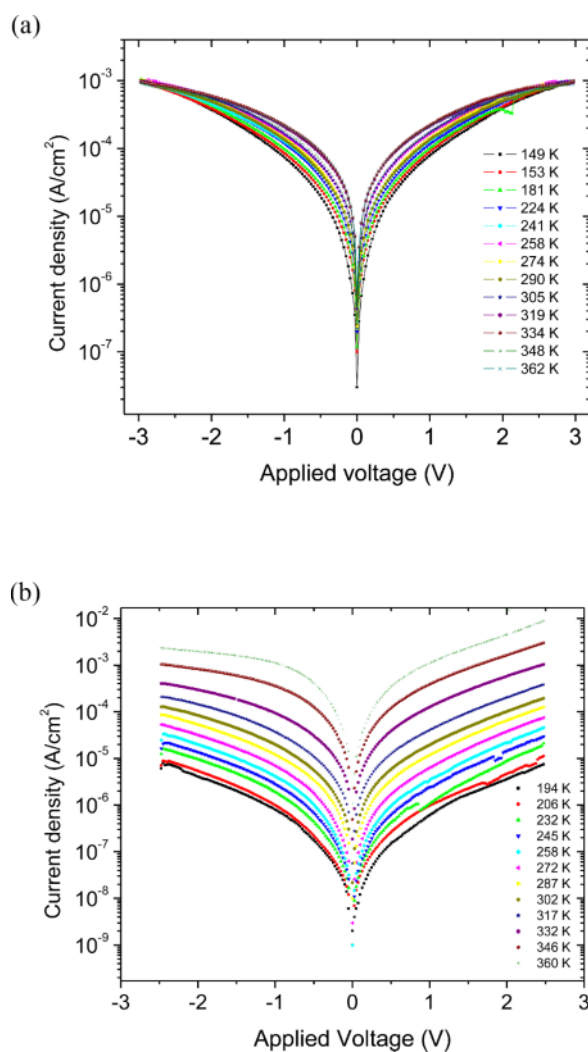 (a)
Current density (A/cm²)
10⁻³
10⁻⁴
10⁻⁵
10⁻⁶
10⁻⁷
149 K
153 K
181 K
224 K
241 K
258 K
274 K
290 K
305 K
319 K
334 K
348 K
362 K
-3 -2 -1 0 1 2 3
Applied voltage (V)
(b)
Current density (A/cm²)
10⁻²
10⁻³
10⁻⁴
10⁻⁵
10⁻⁶
10⁻⁷
10⁻⁸
10⁻⁹
194 K
206 K
232 K
245 K
258 K
272 K
287 K
302 K
317 K
332 K
346 K
360 K
-3 -2 -1 0 1 2 3
Applied Voltage (V)